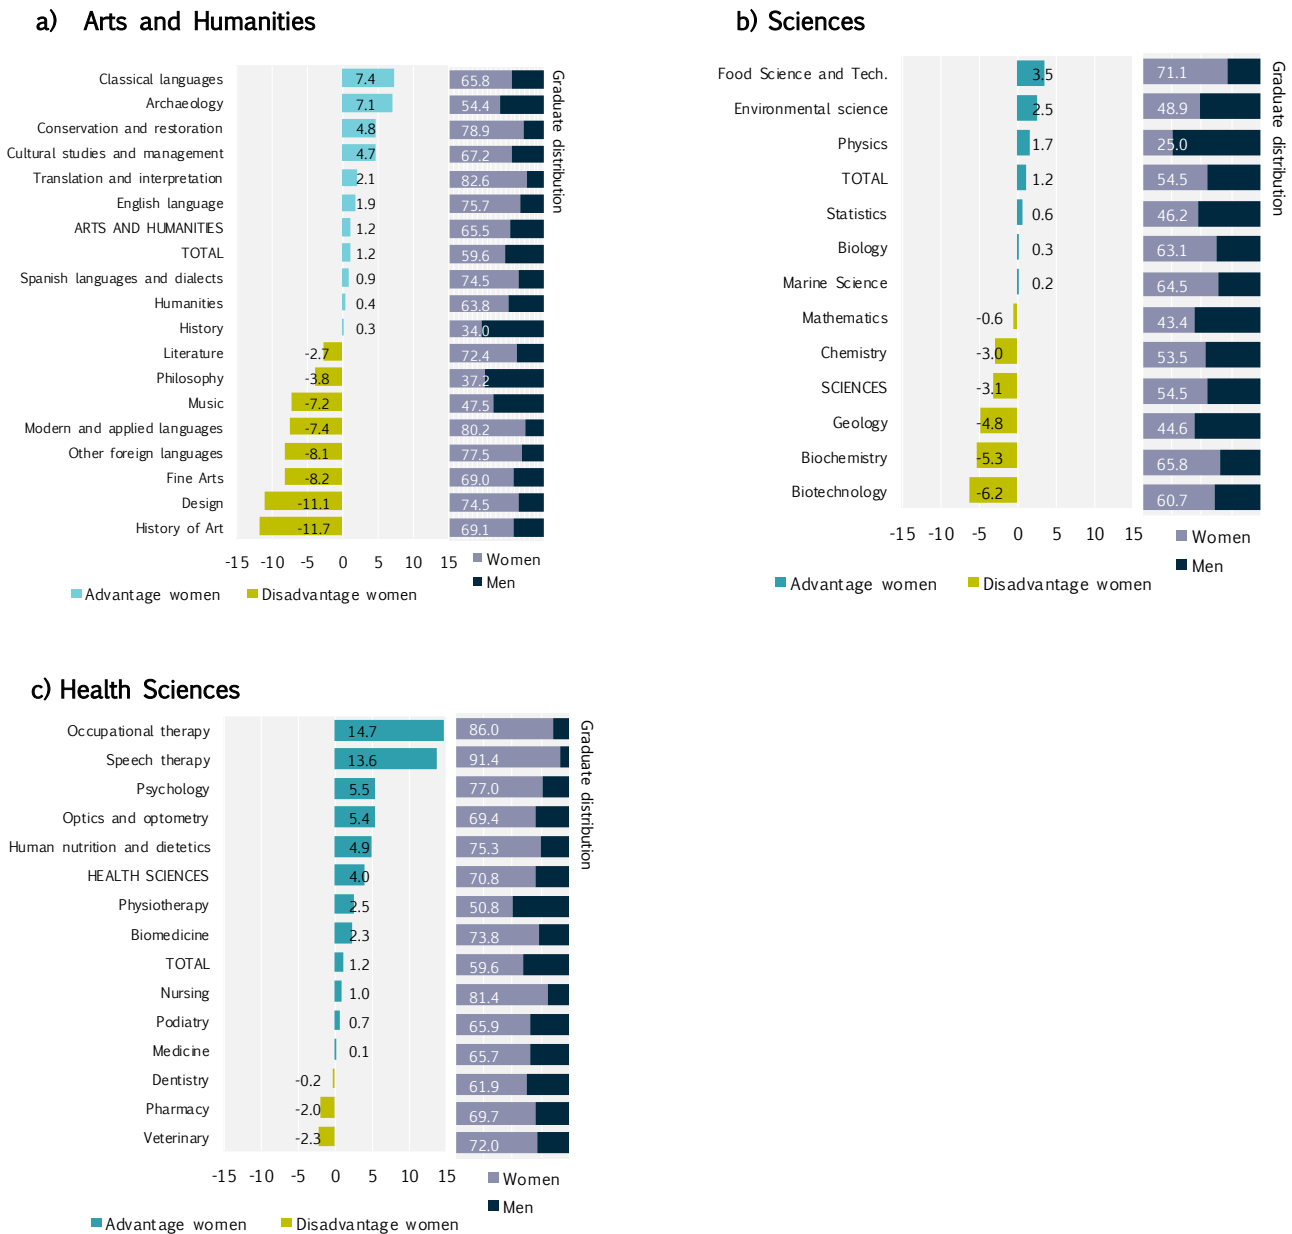 a) Arts and Humanities
Classical languages 7.4 65.8
Archaeology 7.1 54.4
Conservation and restoration 4.8 78.9
Cultural studies and management 4.7 67.2
Translation and interpretation 2.1 82.6
English language 1.9 75.7
ARTS AND HUMANITIES 1.2 65.5
TOTAL 1.2 59.6
Spanish languages and dialects 0.9 74.5
Humanities 0.4 63.8
History 0.3 34.0
Literature -2.7 72.4
Philosophy -3.8 37.2
Music -7.2 47.5
Modern and applied languages -7.4 80.2
Other foreign languages -8.1 77.5
Fine Arts -8.2 69.0
Design -11.1 74.5
History of Art -11.7 69.1
-15 -10 -5 0 5 10 15
Graduate distribution
Women
Men
Advantage women Disadvantage women
b) Sciences
Food Science and Tech. 3.5 71.1
Environmental science 2.5 48.9
Physics 1.7 25.0
TOTAL 1.2 54.5
Statistics 0.6 46.2
Biology 0.3 63.1
Marine Science 0.2 64.5
Mathematics -0.6 43.4
Chemistry -3.0 53.5
SCIENCES -3.1 54.5
Geology -4.8 44.6
Biochemistry -5.3 65.8
Biotechnology -6.2 60.7
-15 -10 -5 0 5 10 15
Graduate distribution
Women
Men
Advantage women Disadvantage women
c) Health Sciences
Occupational therapy 14.7 86.0
Speech therapy 13.6 91.4
Psychology 5.5 77.0
Optics and optometry 5.4 69.4
Human nutrition and dietetics 4.9 75.3
HEALTH SCIENCES 4.0 70.8
Physiotherapy 2.5 50.8
Biomedicine 2.3 73.8
TOTAL 1.2 59.6
Nursing 1.0 81.4
Podiatry 0.7 65.9
Medicine 0.1 65.7
Dentistry -0.2 61.9
Pharmacy -2.0 69.7
Veterinary -2.3 72.0
-15 -10 -5 0 5 10 15
Graduate distribution
Women
Men
Advantage women Disadvantage women